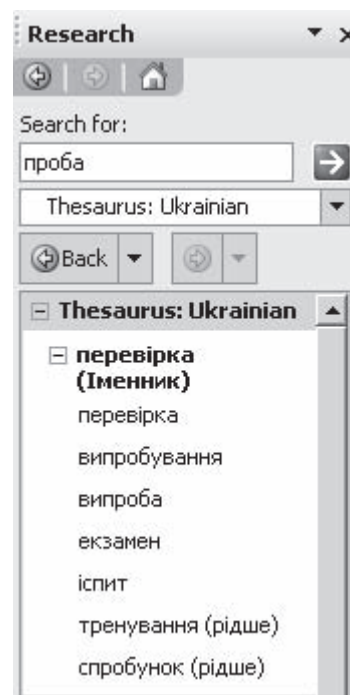 Research
Search for:
проба
Thesaurus: Ukrainian
Back
Thesaurus: Ukrainian
перевірка
(Іменник)
перевірка
випробування
випроба
екзамен
іспит
тренування (рідше)
спробунок (рідше)